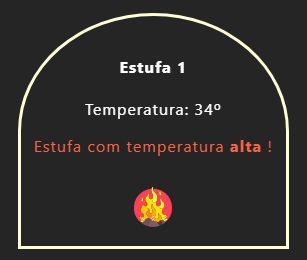 Estufa 1
Temperatura: 34º
Estufa com temperatura alta !